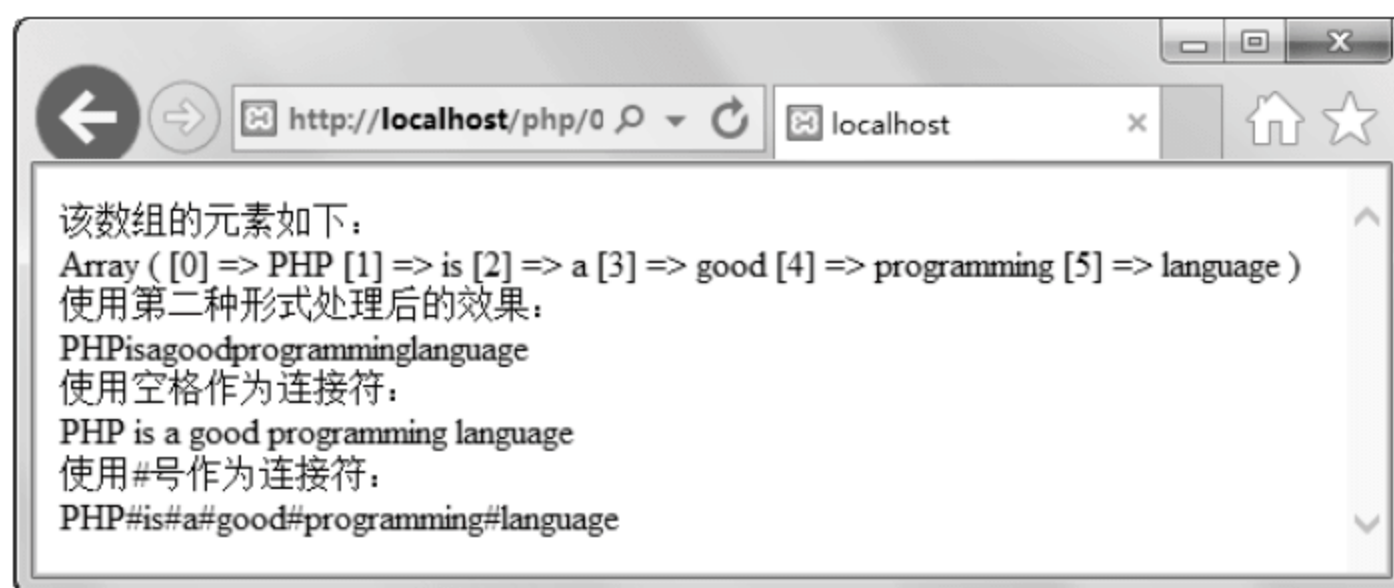 http://localhost/php/0
localhost
该数组的元素如下：
Array ( [0] => PHP [1] => is [2] => a [3] => good [4] => programming [5] => language )
使用第二种形式处理后的效果：
PHPisagoodprogramminglanguage
使用空格作为连接符：
PHP is a good programming language
使用#号作为连接符：
PHP#is#a#good#programming#language